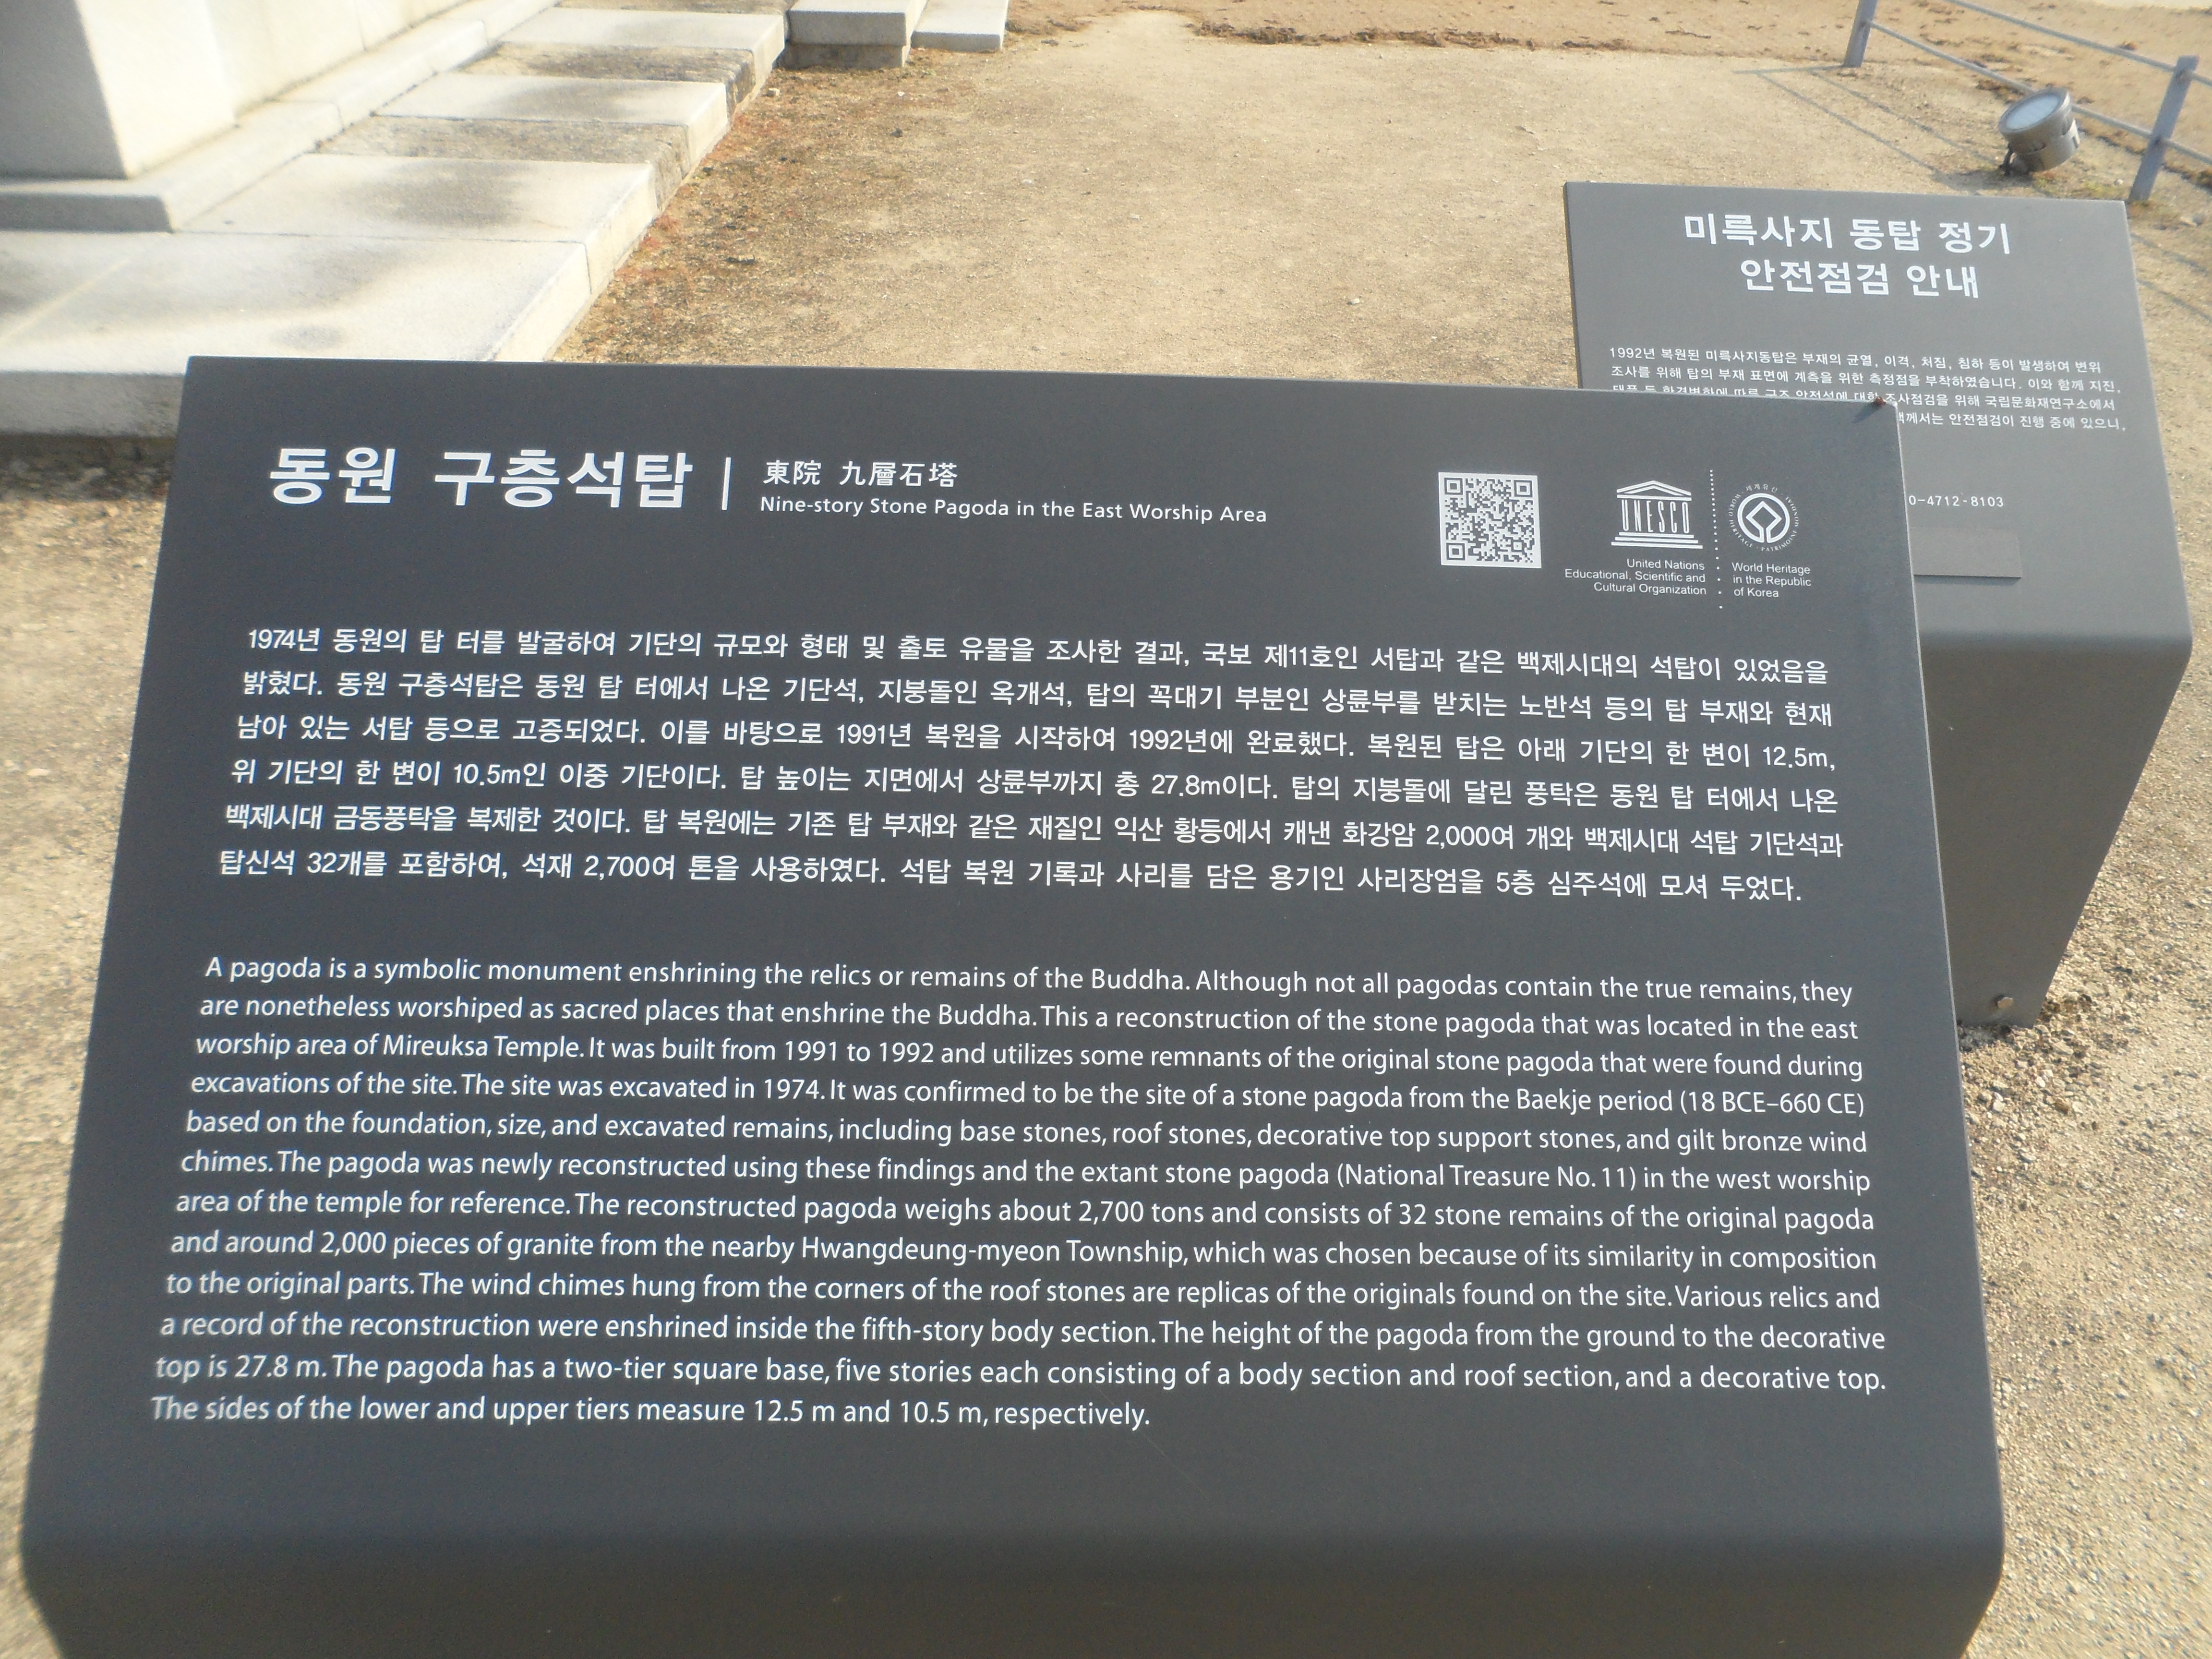 미륵사지 동탑 정기
안전점검 안내
1992년 복원된 미륵사지동탑은 부재의 균열, 이격, 처짐, 침하 등이 발생하여 변위
조사를 위해 탑의 부재 표면에 계측을 위한 측정점을 부착하였습니다. 이와 함께 지진,
태풍 등 환경변화에 따른 구조 안전성에 대한 조사점검을 위해 국립문화재연구소에서
께서는 안전점검이 진행 중에 있으니,
0-4712-8103
동원 구층석탑
東院 九層石塔
Nine-story Stone Pagoda in the East Worship Area
UNESCO
United Nations
Educational, Scientific and
Cultural Organization
World Heritage
in the Republic
of Korea
1974년 동원의 탑 터를 발굴하여 기단의 규모와 형태 및 출토 유물을 조사한 결과, 국보 제11호인 서탑과 같은 백제시대의 석탑이 있었음을
밝혔다. 동원 구층석탑은 동원 탑 터에서 나온 기단석, 지붕돌인 옥개석, 탑의 꼭대기 부분인 상륜부를 받치는 노반석 등의 탑 부재와 현재
남아 있는 서탑 등으로 고증되었다. 이를 바탕으로 1991년 복원을 시작하여 1992년에 완료했다. 복원된 탑은 아래 기단의 한 변이 12.5m,
위 기단의 한 변이 10.5m인 이중 기단이다. 탑 높이는 지면에서 상륜부까지 총 27.8m이다. 탑의 지붕돌에 달린 풍탁은 동원 탑 터에서 나온
백제시대 금동풍탁을 복제한 것이다. 탑 복원에는 기존 탑 부재와 같은 재질인 익산 황등에서 캐낸 화강암 2,000여 개와 백제시대 석탑 기단석과
탑신석 32개를 포함하여, 석재 2,700여 톤을 사용하였다. 석탑 복원 기록과 사리를 담은 용기인 사리장엄을 5층 심주석에 모셔 두었다.
A pagoda is a symbolic monument enshrining the relics or remains of the Buddha. Although not all pagodas contain the true remains, they
are nonetheless worshiped as sacred places that enshrine the Buddha. This a reconstruction of the stone pagoda that was located in the east
worship area of Mireuksa Temple. It was built from 1991 to 1992 and utilizes some remnants of the original stone pagoda that were found during
excavations of the site. The site was excavated in 1974. It was confirmed to be the site of a stone pagoda from the Baekje period (18 BCE–660 CE)
based on the foundation, size, and excavated remains, including base stones, roof stones, decorative top support stones, and gilt bronze wind
chimes. The pagoda was newly reconstructed using these findings and the extant stone pagoda (National Treasure No. 11) in the west worship
area of the temple for reference. The reconstructed pagoda weighs about 2,700 tons and consists of 32 stone remains of the original pagoda
and around 2,000 pieces of granite from the nearby Hwangdeung-myeon Township, which was chosen because of its similarity in composition
to the original parts. The wind chimes hung from the corners of the roof stones are replicas of the originals found on the site. Various relics and
a record of the reconstruction were enshrined inside the fifth-story body section. The height of the pagoda from the ground to the decorative
top is 27.8 m. The pagoda has a two-tier square base, five stories each consisting of a body section and roof section, and a decorative top.
The sides of the lower and upper tiers measure 12.5 m and 10.5 m, respectively.